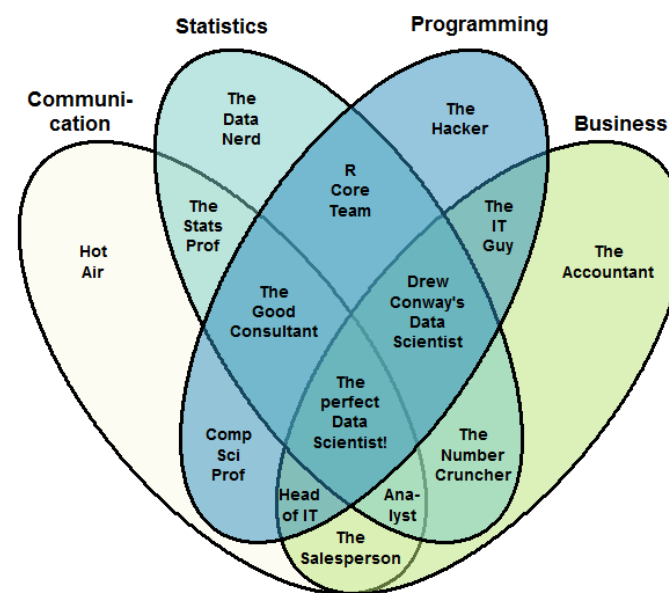 Statistics
Programming
Communi-
cation
Business
The
Data
Nerd
The
Hacker
R
Core
Team
The
Stats
Prof
The
IT
Guy
Hot
Air
The
Accountant
The
Good
Consultant
Drew
Conway's
Data
Scientist
The
perfect
Data
Scientist!
Comp
Sci
Prof
The
Number
Cruncher
Head
of IT
Ana-
lyst
The
Salesperson